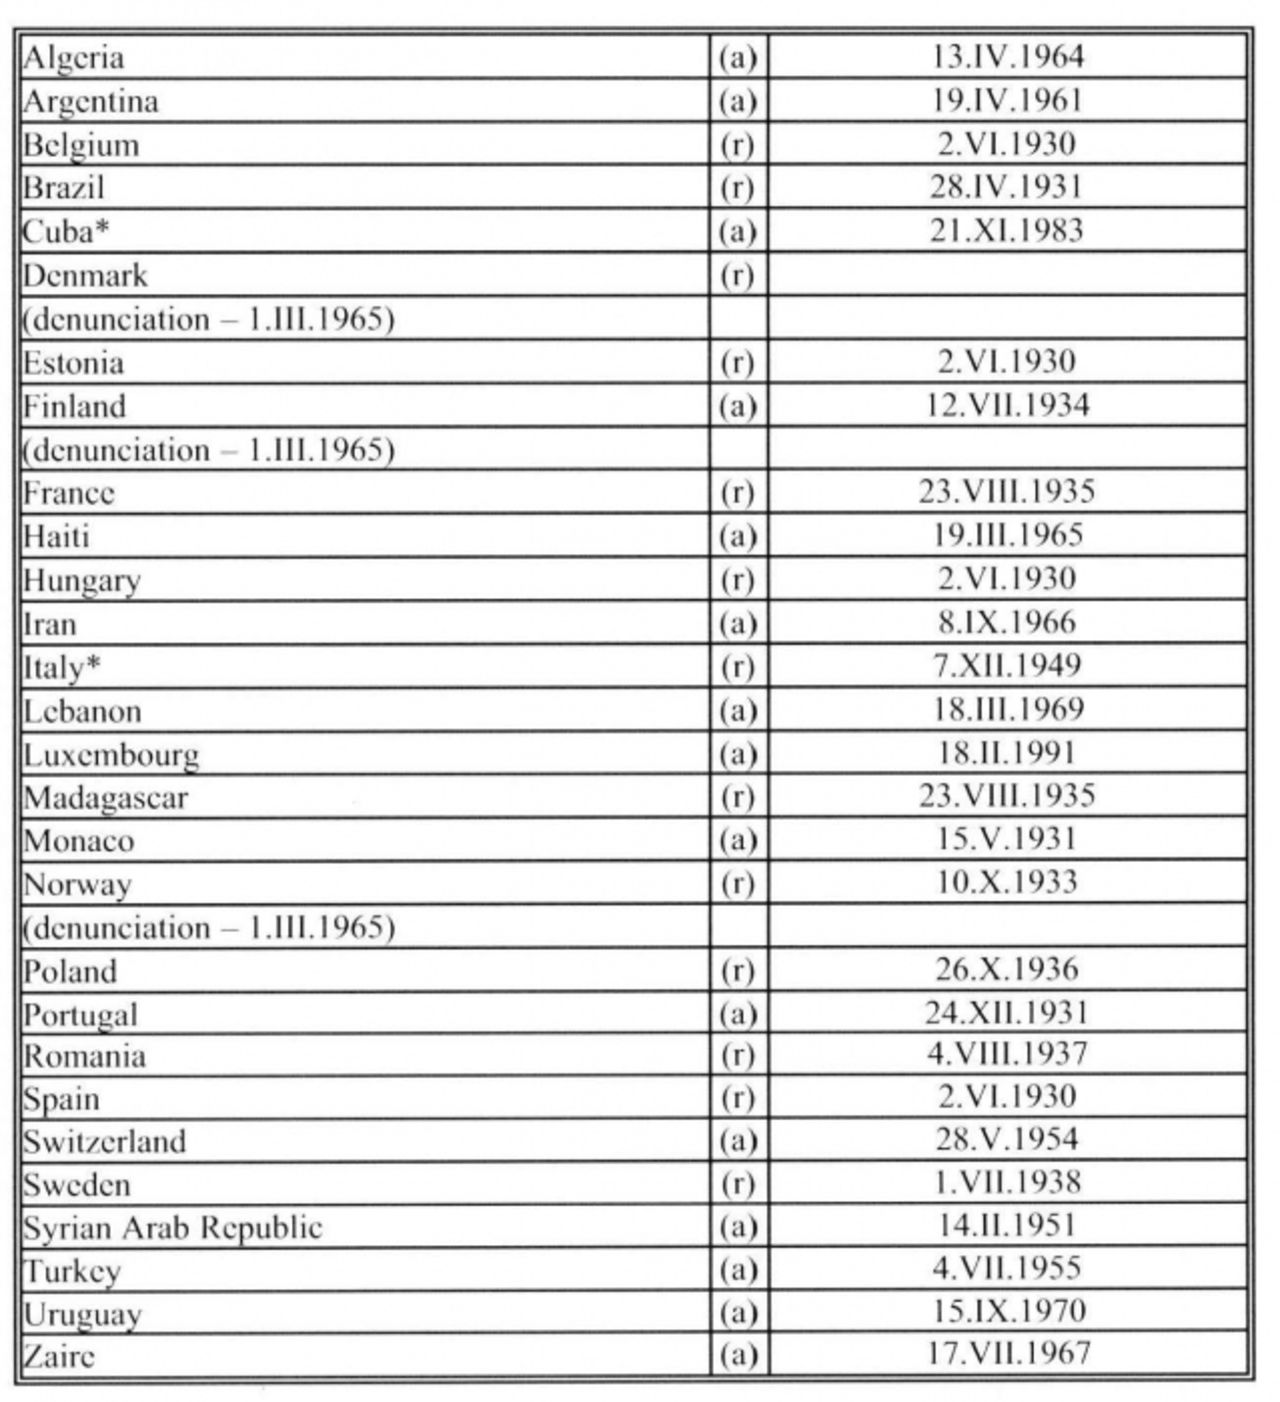 Algeria (a) 13.IV.1964
Argentina (a) 19.IV.1961
Belgium (r) 2.VI.1930
Brazil (r) 28.IV.1931
Cuba* (a) 21.XI.1983
Denmark (r)
(denunciation – 1.III.1965)
Estonia (r) 2.VI.1930
Finland (a) 12.VII.1934
(denunciation – 1.III.1965)
France (r) 23.VIII.1935
Haiti (a) 19.III.1965
Hungary (r) 2.VI.1930
Iran (a) 8.IX.1966
Italy* (r) 7.XII.1949
Lebanon (a) 18.III.1969
Luxembourg (a) 18.II.1991
Madagascar (r) 23.VIII.1935
Monaco (a) 15.V.1931
Norway (r) 10.X.1933
(denunciation – 1.III.1965)
Poland (r) 26.X.1936
Portugal (a) 24.XII.1931
Romania (r) 4.VIII.1937
Spain (r) 2.VI.1930
Switzerland (a) 28.V.1954
Sweden (r) 1.VII.1938
Syrian Arab Republic (a) 14.II.1951
Turkey (a) 4.VII.1955
Uruguay (a) 15.IX.1970
Zaire (a) 17.VII.1967